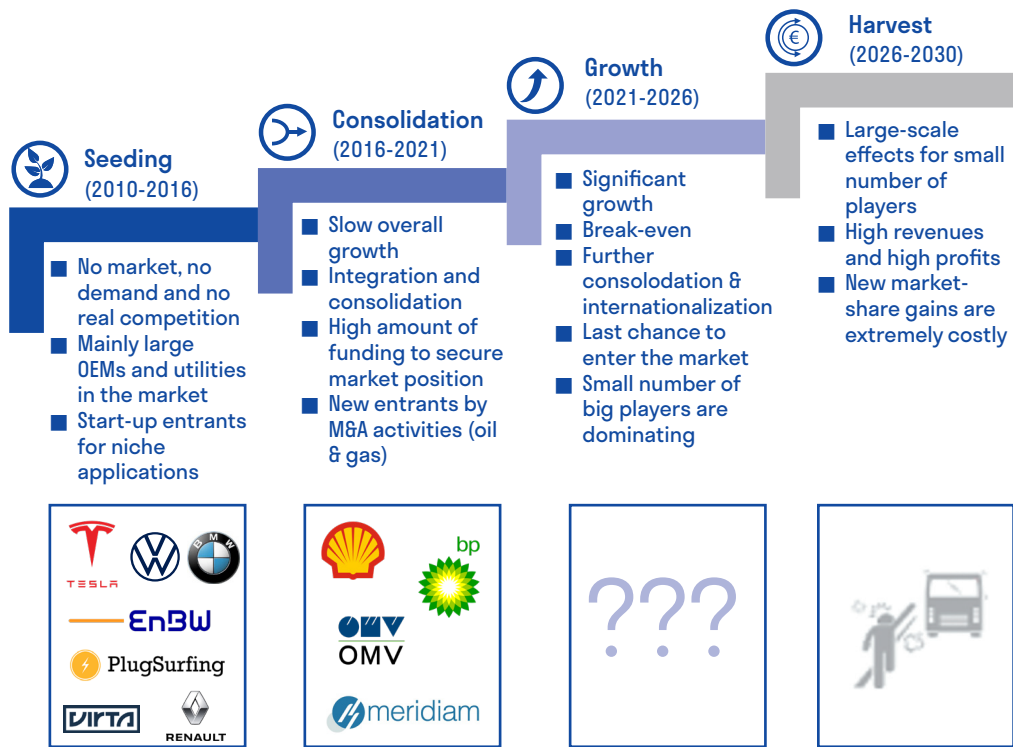 Seeding
(2010-2016)
■ No market, no
demand and no
real competition
■ Mainly large
OEMs and utilities
in the market
■ Start-up entrants
for niche
applications
TESLA
VW
BMW
EnBW
PlugSurfing
VIRTA
RENAULT
Consolidation
(2016-2021)
■ Slow overall
growth
■ Integration and
consolidation
■ High amount of
funding to secure
market position
■ New entrants by
M&A activities (oil
& gas)
bp
OMV
OMV
meridiam
Growth
(2021-2026)
■ Significant
growth
■ Break-even
■ Further
consolodation &
internationalization
■ Last chance to
enter the market
■ Small number of
big players are
dominating
???
€
Harvest
(2026-2030)
■ Large-scale
effects for small
number of
players
■ High revenues
and high profits
■ New market-
share gains are
extremely costly